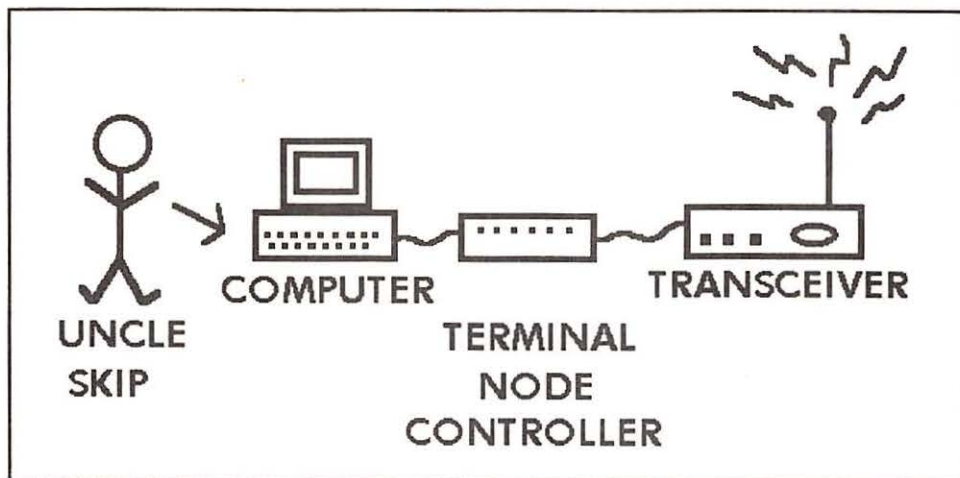 UNCLE
SKIP
COMPUTER
TERMINAL
NODE
CONTROLLER
TRANSCEIVER